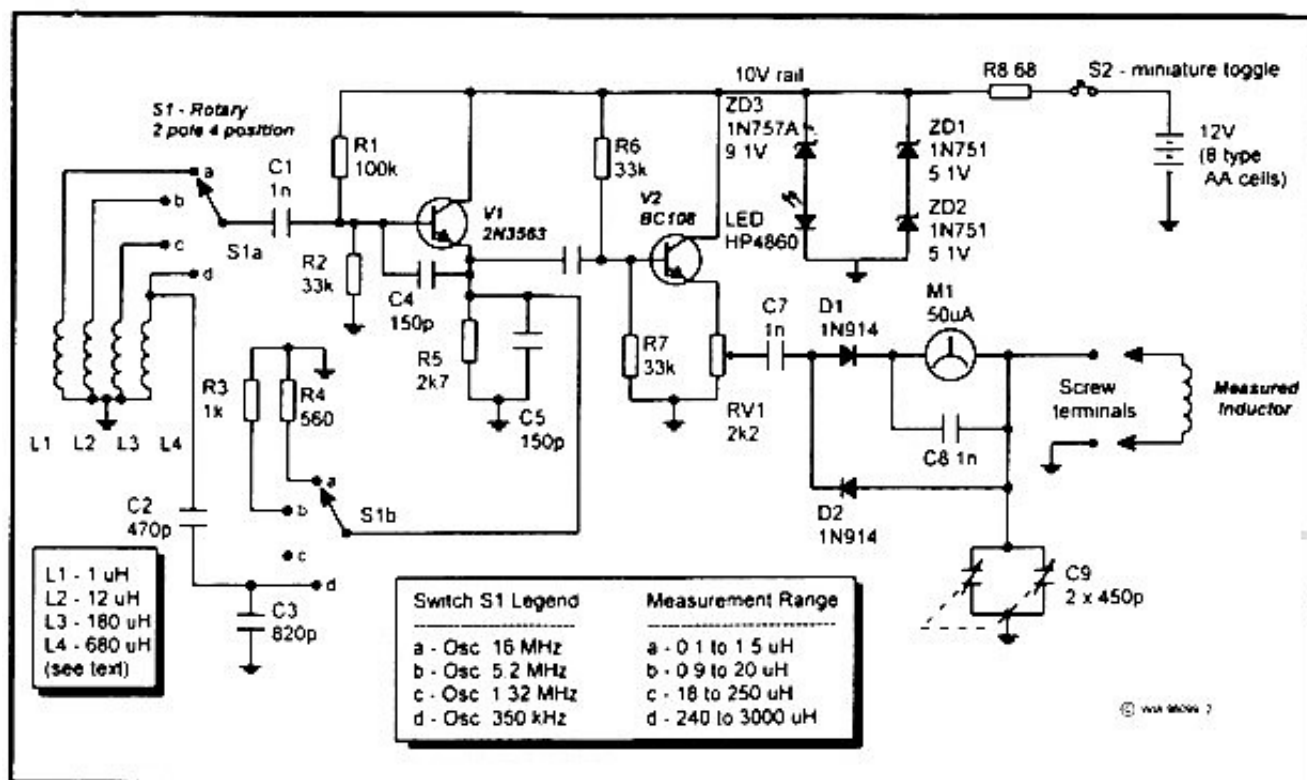 10V rail
R8 68
S2 - miniature toggle
S1 - Rotary
2 pole 4 position
ZD3
1N757A
9 1V
ZD1
1N751
5 1V
12V
(8 type
AA cells)
R1
100k
R6
33k
C1
1n
a
b
c
d
S1a
V1
2N3563
V2
BC108
LED
HP4860
ZD2
1N751
5 1V
R2
33k
C4
150p
R5
2k7
C5
150p
R7
33k
RV1
2k2
C7
1n
D1
1N914
M1
50uA
Screw
terminals
Measured
Inductor
C8 1n
D2
1N914
R3
1k
R4
560
L1 L2 L3 L4
a
b
c
d
S1b
C2
470p
C3
820p
C9
2 x 450p
L1 - 1 uH
L2 - 12 uH
L3 - 180 uH
L4 - 680 uH
(see text)
Switch S1 Legend
a - Osc 16 MHz
b - Osc 5.2 MHz
c - Osc 1 32 MHz
d - Osc 350 kHz
Measurement Range
a - 0 1 to 1 5 uH
b - 0 9 to 20 uH
c - 18 to 250 uH
d - 240 to 3000 uH